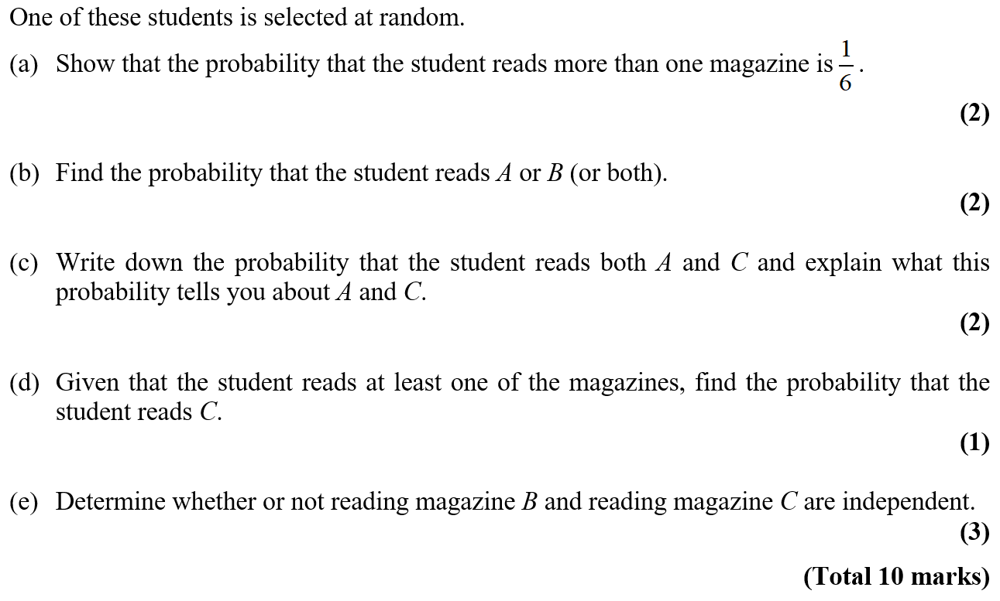 One of these students is selected at random.
(a) Show that the probability that the student reads more than one magazine is 1/6.
(2)
(b) Find the probability that the student reads A or B (or both).
(2)
(c) Write down the probability that the student reads both A and C and explain what this
probability tells you about A and C.
(2)
(d) Given that the student reads at least one of the magazines, find the probability that the
student reads C.
(1)
(e) Determine whether or not reading magazine B and reading magazine C are independent.
(3)
(Total 10 marks)